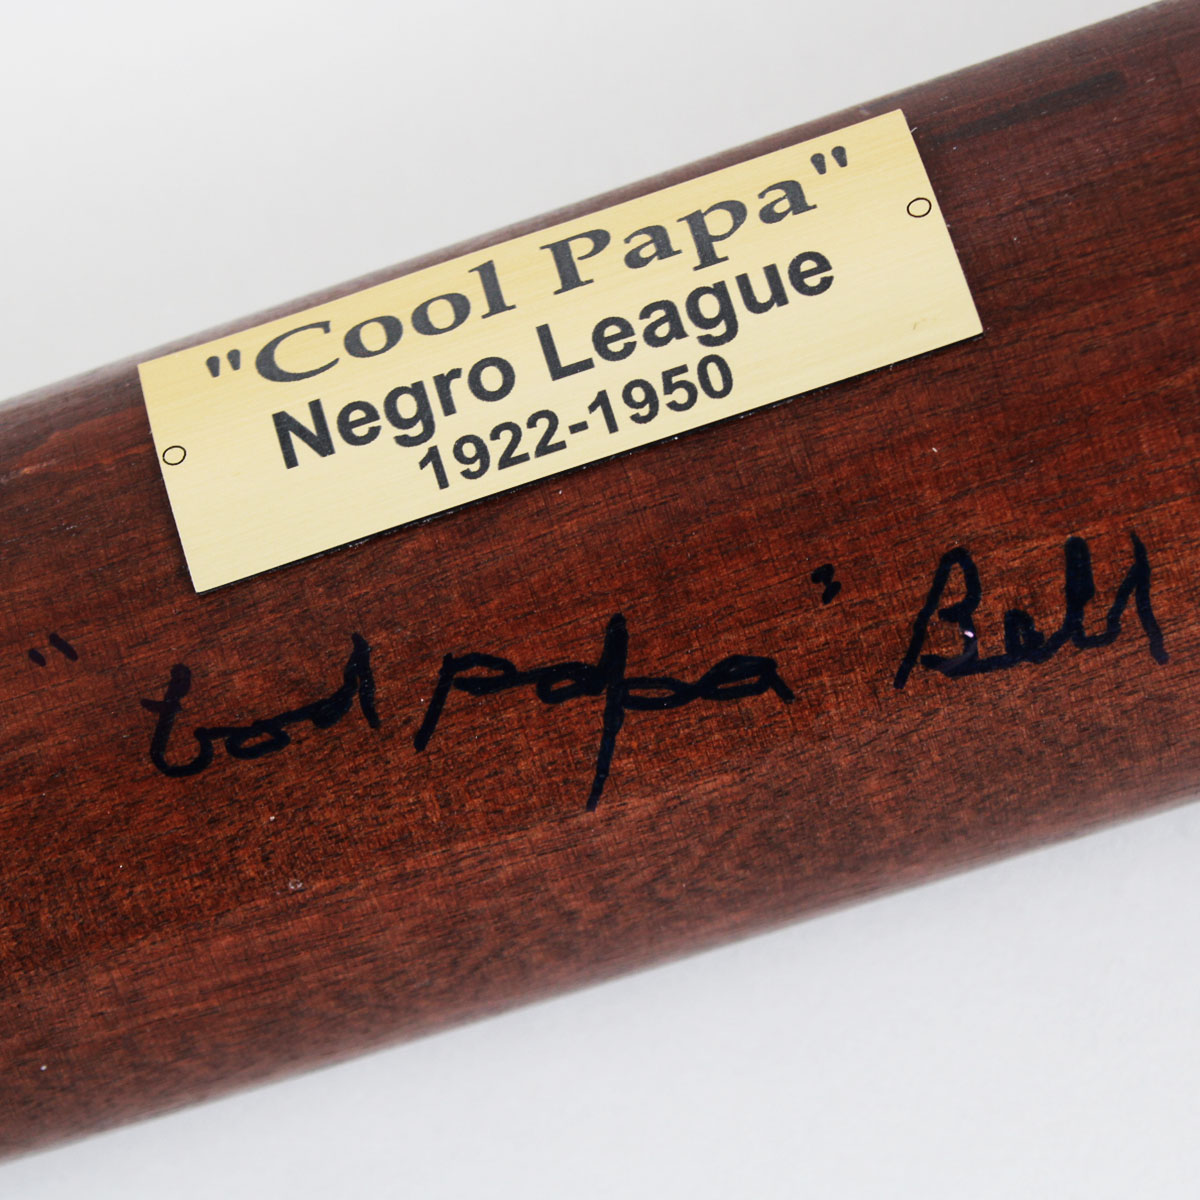 "Cool Papa"
Negro League
1922-1950
"Cool Papa" Bell